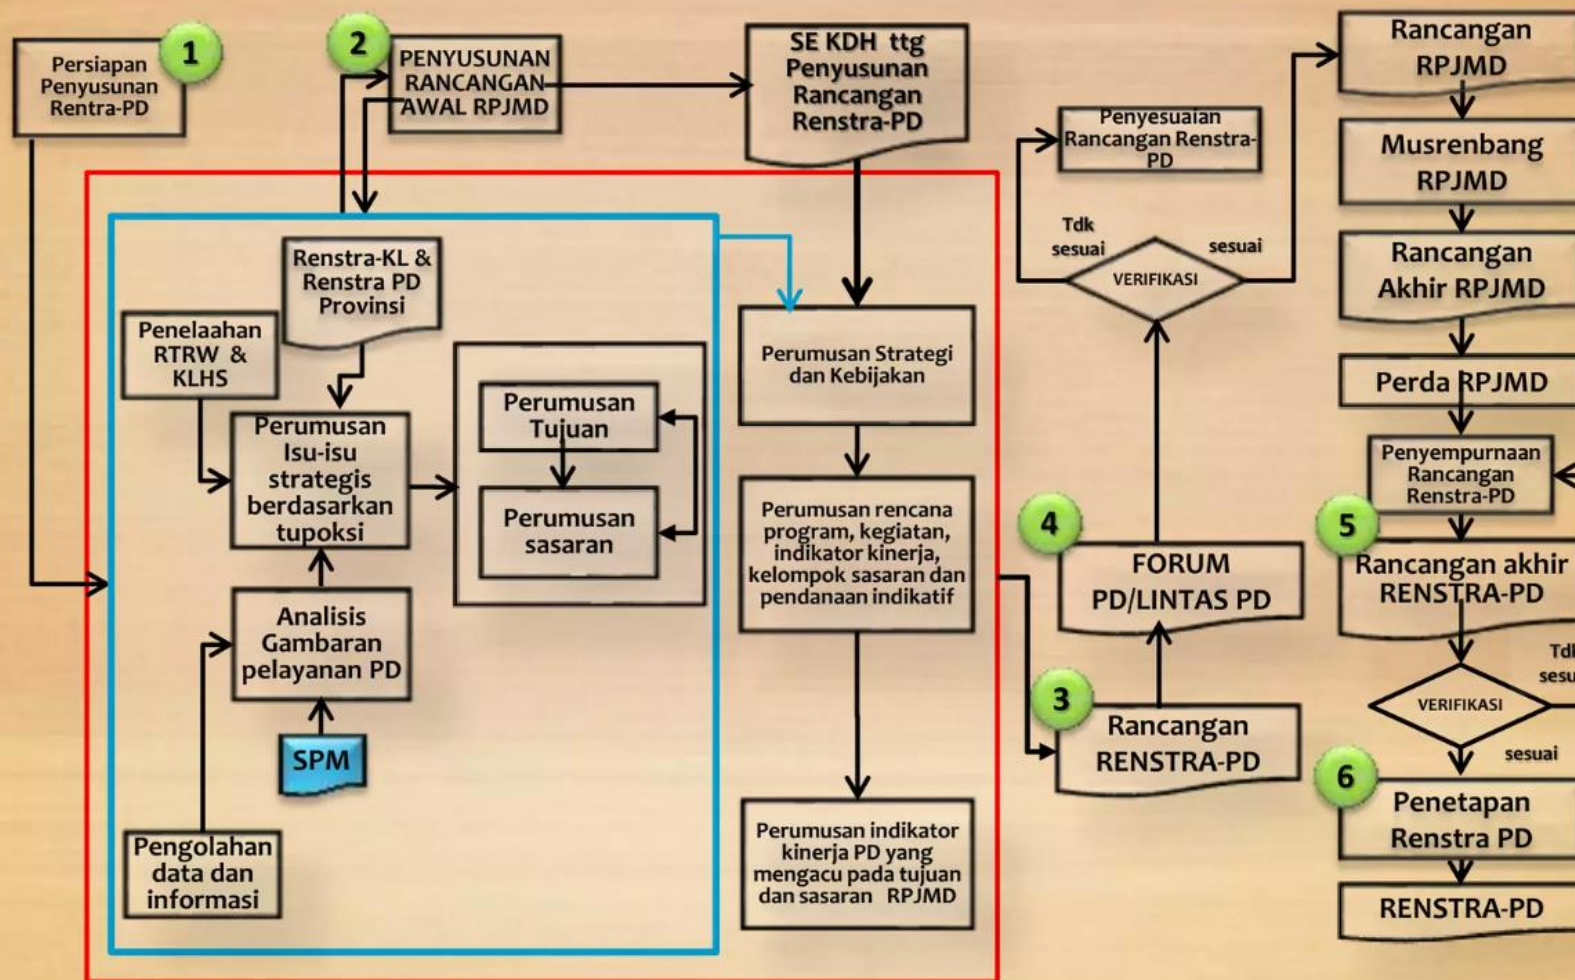 1
Persiapan
Penyusunan
Rentra-PD
2
PENYUSUNAN
RANCANGAN
AWAL RPJMD
SE KDH ttg
Penyusunan
Rancangan
Renstra-PD
Renstra-KL &
Renstra PD
Provinsi
Penelaahan
RTRW &
KLHS
Perumusan
Isu-isu
strategis
berdasarkan
tupoksi
Perumusan
Tujuan
Perumusan
sasaran
Analisis
Gambaran
pelayanan PD
SPM
Pengolahan
data dan
informasi
Perumusan Strategi
dan Kebijakan
Perumusan rencana
program, kegiatan,
indikator kinerja,
kelompok sasaran dan
pendanaan indikatif
Perumusan indikator
kinerja PD yang
mengacu pada tujuan
dan sasaran RPJMD
3
Rancangan
RENSTRA-PD
4
FORUM
PD/LINTAS PD
VERIFIKASI
Tdk
sesuai
sesuai
Penyesuaian
Rancangan Renstra-
PD
Rancangan
RPJMD
Musrenbang
RPJMD
Rancangan
Akhir RPJMD
Perda RPJMD
Penyempurnaan
Rancangan
Renstra-PD
5
Rancangan akhir
RENSTRA-PD
VERIFIKASI
sesuai
6
Penetapan
Renstra PD
RENSTRA-PD